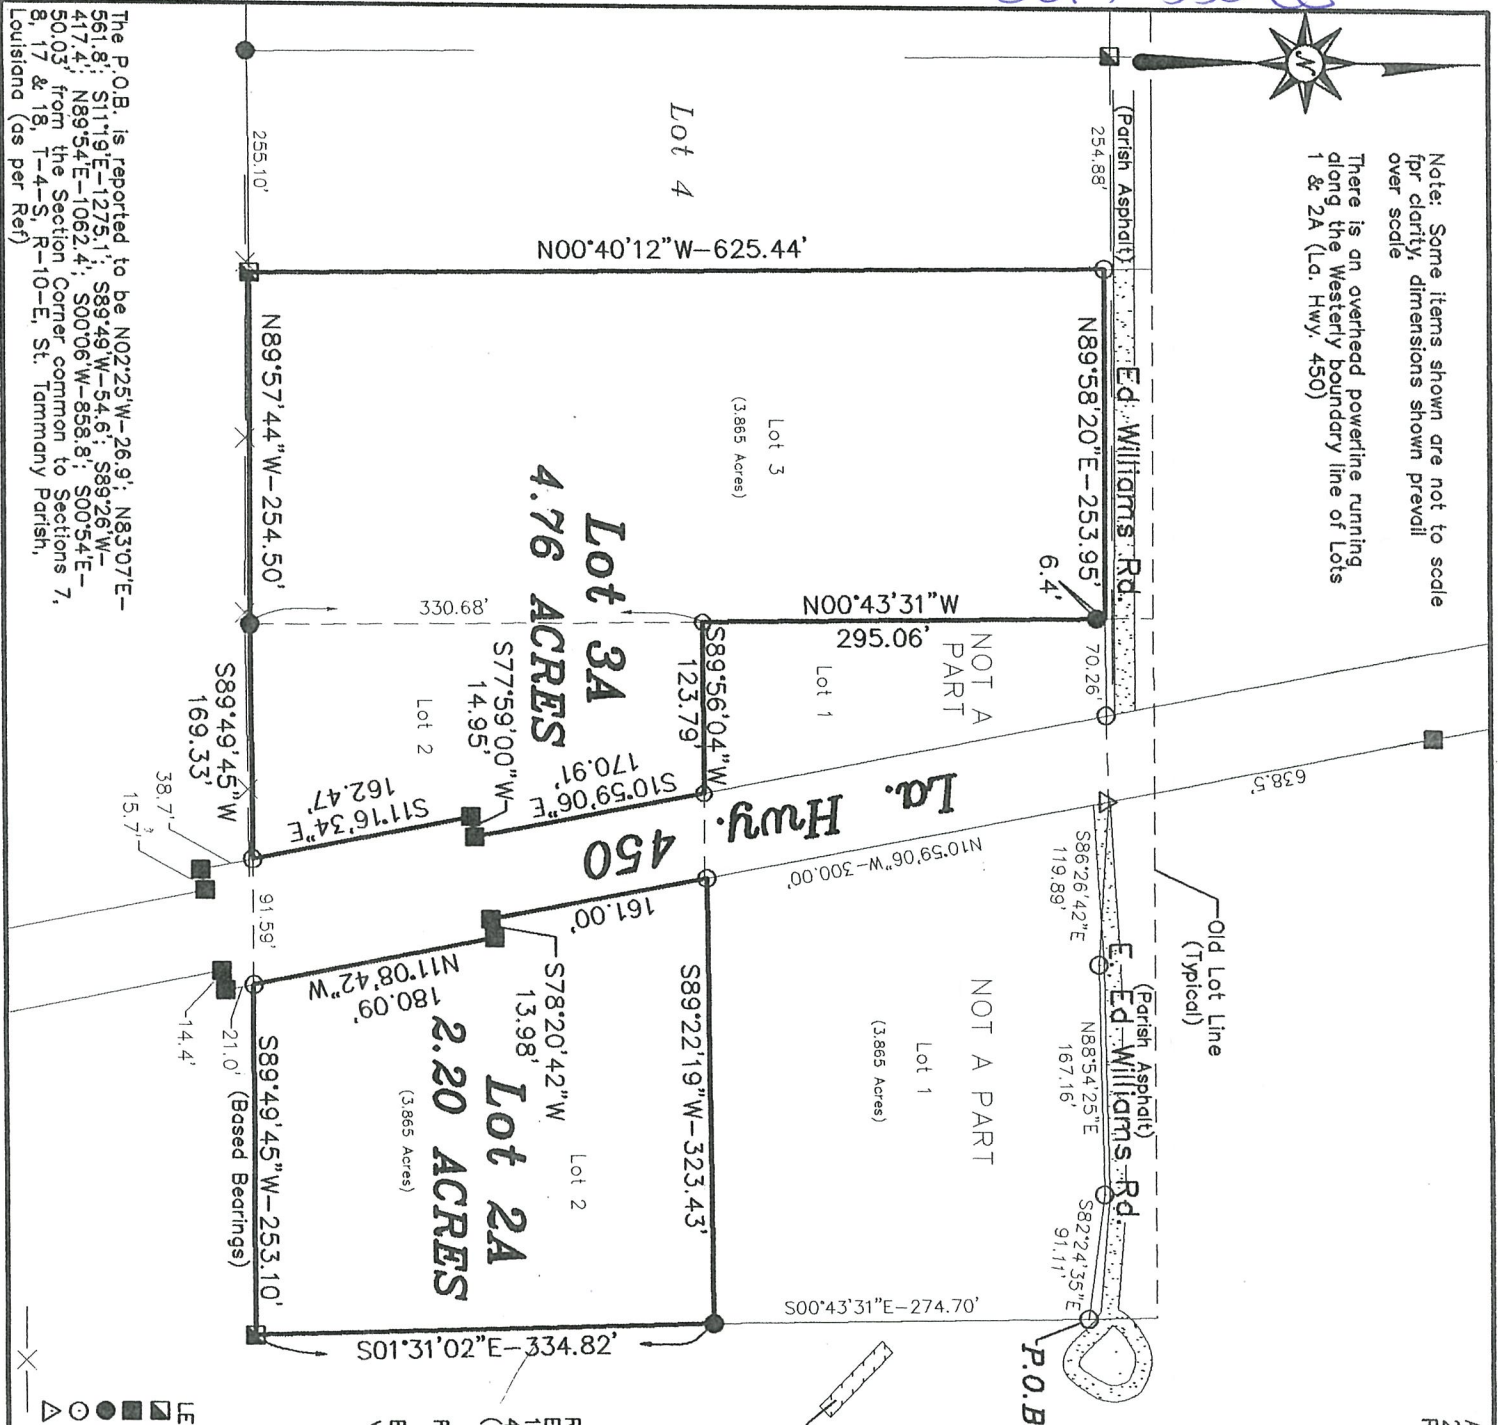 Note: Some items shown are not to scale
fpr clarity, dimensions shown prevail
over scale
There is an overhead powerline running
along the Westerly boundary line of Lots
1 & 2A (La. Hwy. 450)
N
(Parish Asphalt)
Ed Williams Rd.
254.88'
N89°58'20"E-253.95'
6.4'
70.26'
638.5'
Old Lot Line
(Typical)
(Parish Asphalt)
E. Ed Williams Rd.
S86°26'42"E
119.89'
N88°54'25"E
167.16'
S82°24'35"E
91.11'
P.O.B
Lot 4
N00°40'12"W-625.44'
Lot 3
(3.865 Acres)
Lot 3A
4.76 ACRES
N00°43'31"W
295.06'
NOT A
PART
Lot 1
S89°56'04"W
123.79'
330.68'
S77°59'00"W
14.95'
Lot 2
S10°59'06"E
170.91'
S11°16'34"E
162.47'
La. Hwy. 450
N10°59'06"W-300.00'
161.00'
N11°08'42"W
180.09'
S78°20'42"W
13.98'
NOT A PART
Lot 1
(3.865 Acres)
S89°22'19"W-323.43'
S00°43'31"E-274.70'
Lot 2
Lot 2A
2.20 ACRES
(3.865 Acres)
S01°31'02"E-334.82'
255.10'
N89°57'44"W-254.50'
S89°49'45"W
169.33'
38.7'
15.7'
91.59'
21.0'
14.4'
S89°49'45"W-253.10'
(Based Bearings)
The P.O.B. is reported to be N02°25'W-26.9'; N83°07'E-
561.8'; S11°19'E-1275.1'; S89°49'W-54.6'; S89°26'W-
417.4'; N89°54'E-1062.4'; S00°06'W-858.8'; S00°54'E-
50.03' from the Section Corner common to Sections 7,
8, 17 & 18, T-4-S, R-10-E, St. Tammany Parish,
Louisiana (as per Ref)
LE